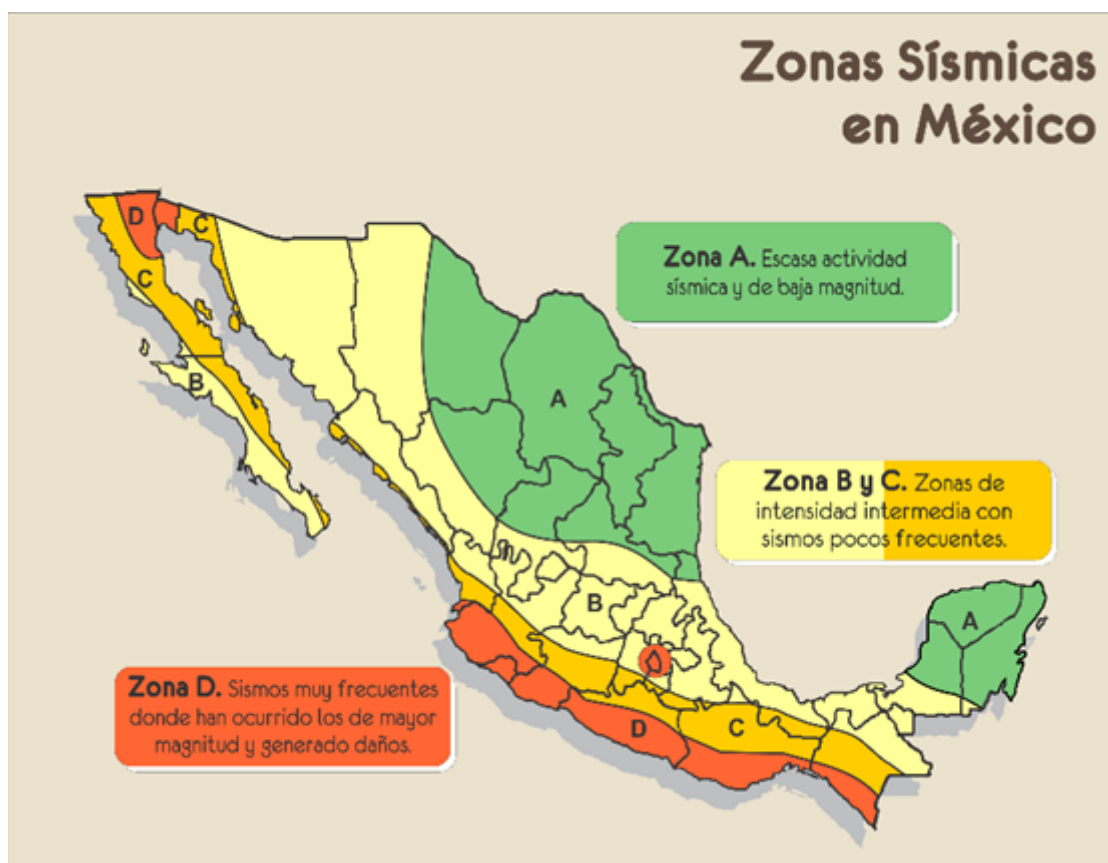 Zonas Sísmicas
en México
D
C
C
Zona A. Escasa actividad
sísmica y de baja magnitud.
B
A
Zona B y C. Zonas de
intensidad intermedia con
sismos pocos frecuentes.
B
A
Zona D. Sismos muy frecuentes
donde han ocurrido los de mayor
magnitud y generado daños.
D
C